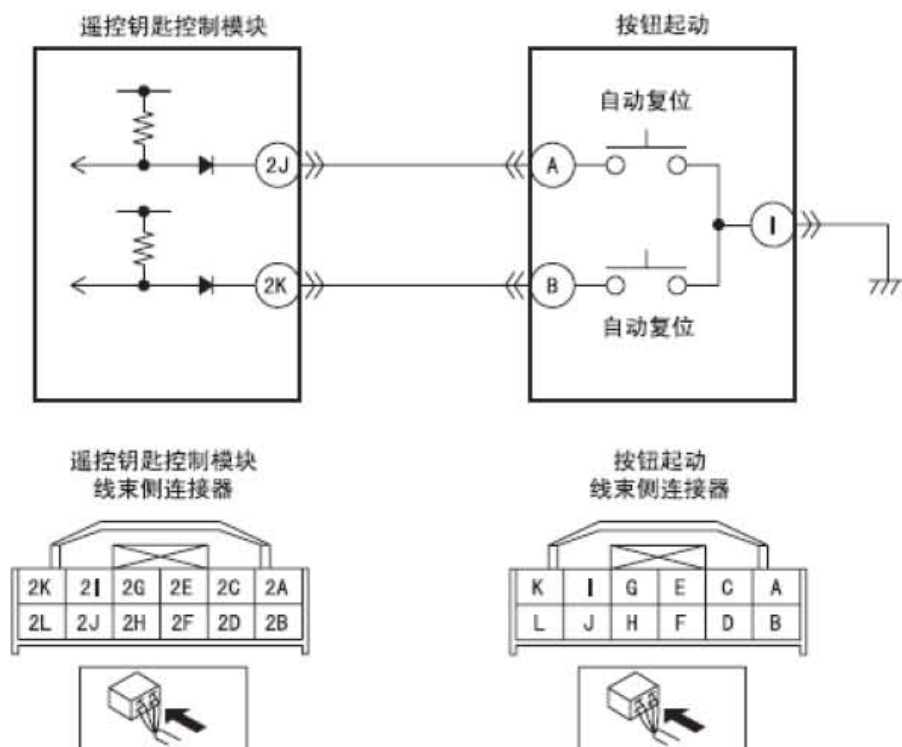 遥控钥匙控制模块
按钮起动
自动复位
2J
A
I
2K
B
自动复位
遥控钥匙控制模块
线束侧连接器
按钮起动
线束侧连接器
2K 2I 2G 2E 2C 2A
2L 2J 2H 2F 2D 2B
K I G E C A
L J H F D B